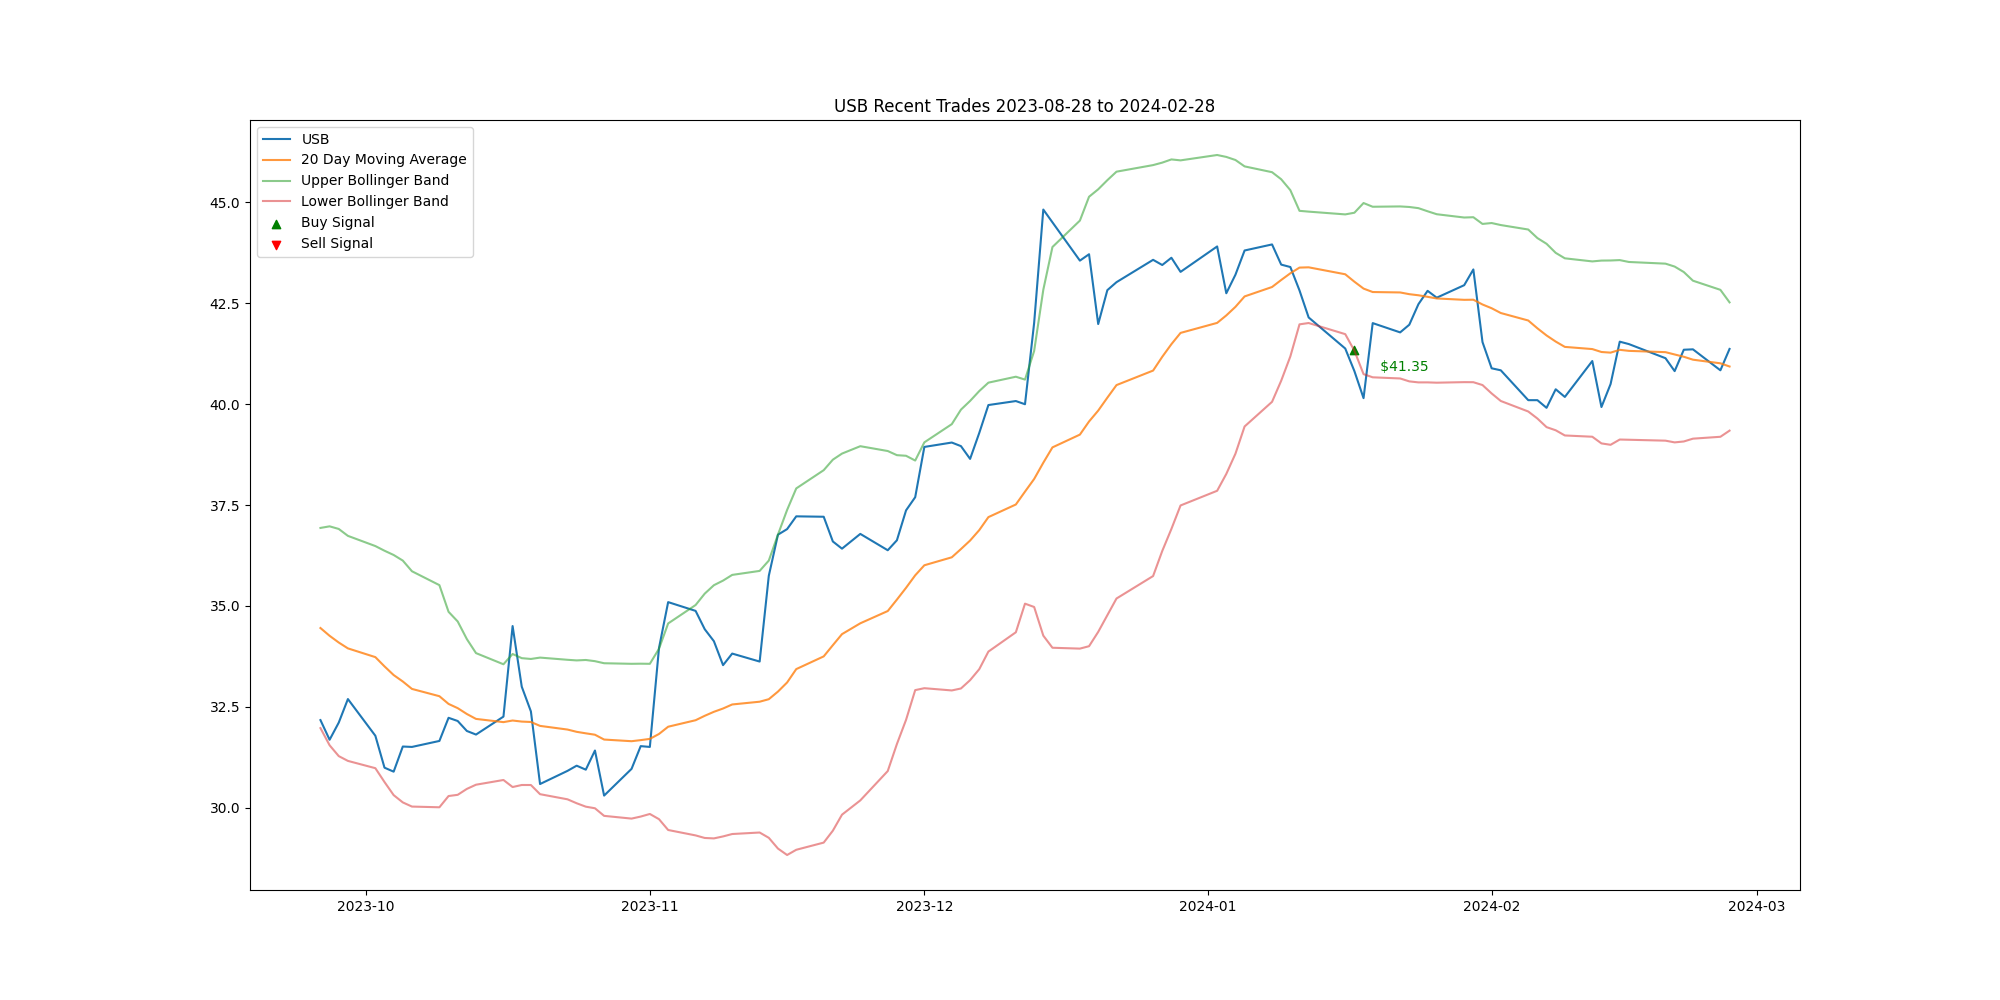 USB Recent Trades 2023-08-28 to 2024-02-28
USB
20 Day Moving Average
Upper Bollinger Band
Lower Bollinger Band
Buy Signal
Sell Signal
45.0
42.5
40.0
37.5
35.0
32.5
30.0
$41.35
2023-10
2023-11
2023-12
2024-01
2024-02
2024-03